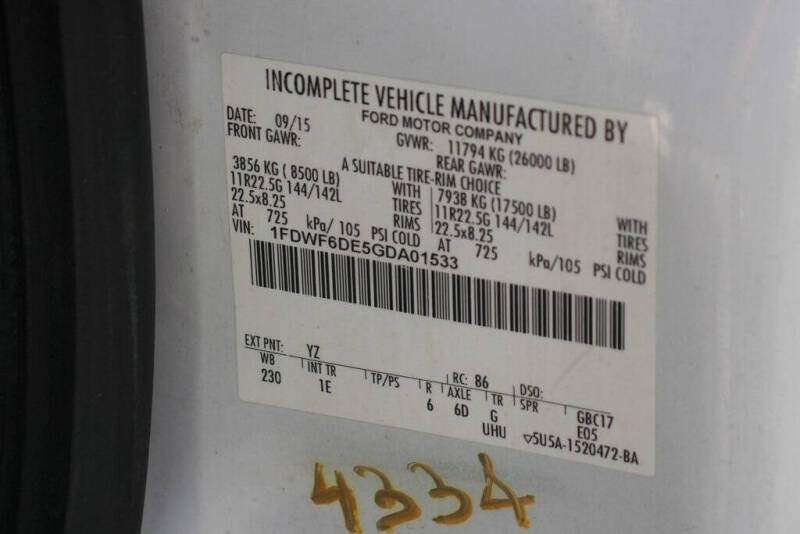 INCOMPLETE VEHICLE MANUFACTURED BY
FORD MOTOR COMPANY
DATE: 09/15 GVWR: 11794 KG (26000 LB)
FRONT GAWR: REAR GAWR:
A SUITABLE TIRE-RIM CHOICE
3856 KG ( 8500 LB) WITH 7938 KG (17500 LB) WITH
11R22.5G 144/142L TIRES 11R22.5G 144/142L TIRES
22.5x8.25 RIMS 22.5x8.25 RIMS
AT 725 kPa/ 105 PSI COLD AT 725 kPa/105 PSI COLD
VIN: 1FDWF6DE5GDA01533
EXT PNT: YZ RC: 86 DSO:
WB INT TR TP/PS R AXLE TR SPR GBC17
230 1E 6 6D G E05
UHU ▽5U5A-1520472-BA
4334